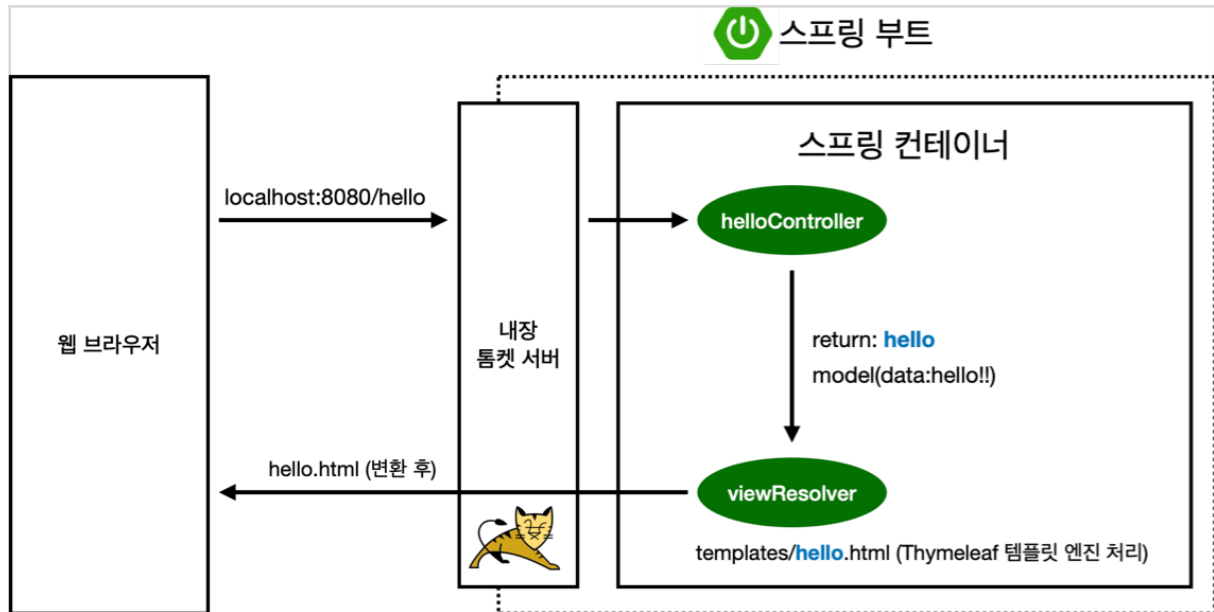 스프링 부트
스프링 컨테이너
localhost:8080/hello
helloController
웹 브라우저
내장
톰켓 서버
return: hello
model(data:hello!!)
hello.html (변환 후)
viewResolver
templates/hello.html (Thymeleaf 템플릿 엔진 처리)